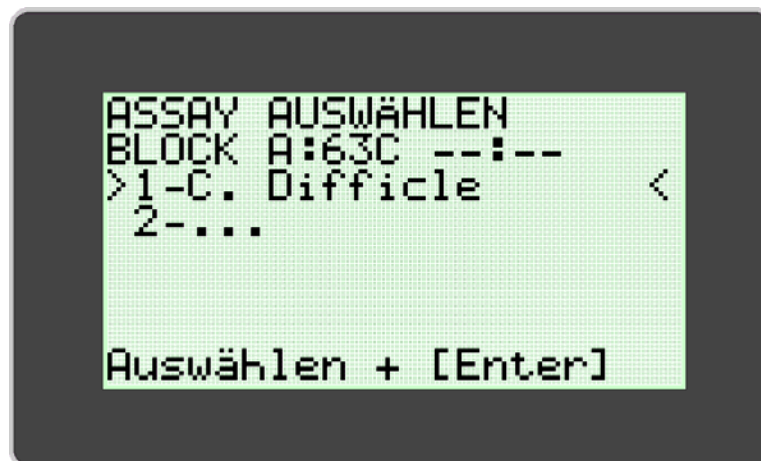 ASSAY AUSWÄHLEN
BLOCK A:63C --:--
>1-C. Difficle <
2-...
Auswählen + [Enter]